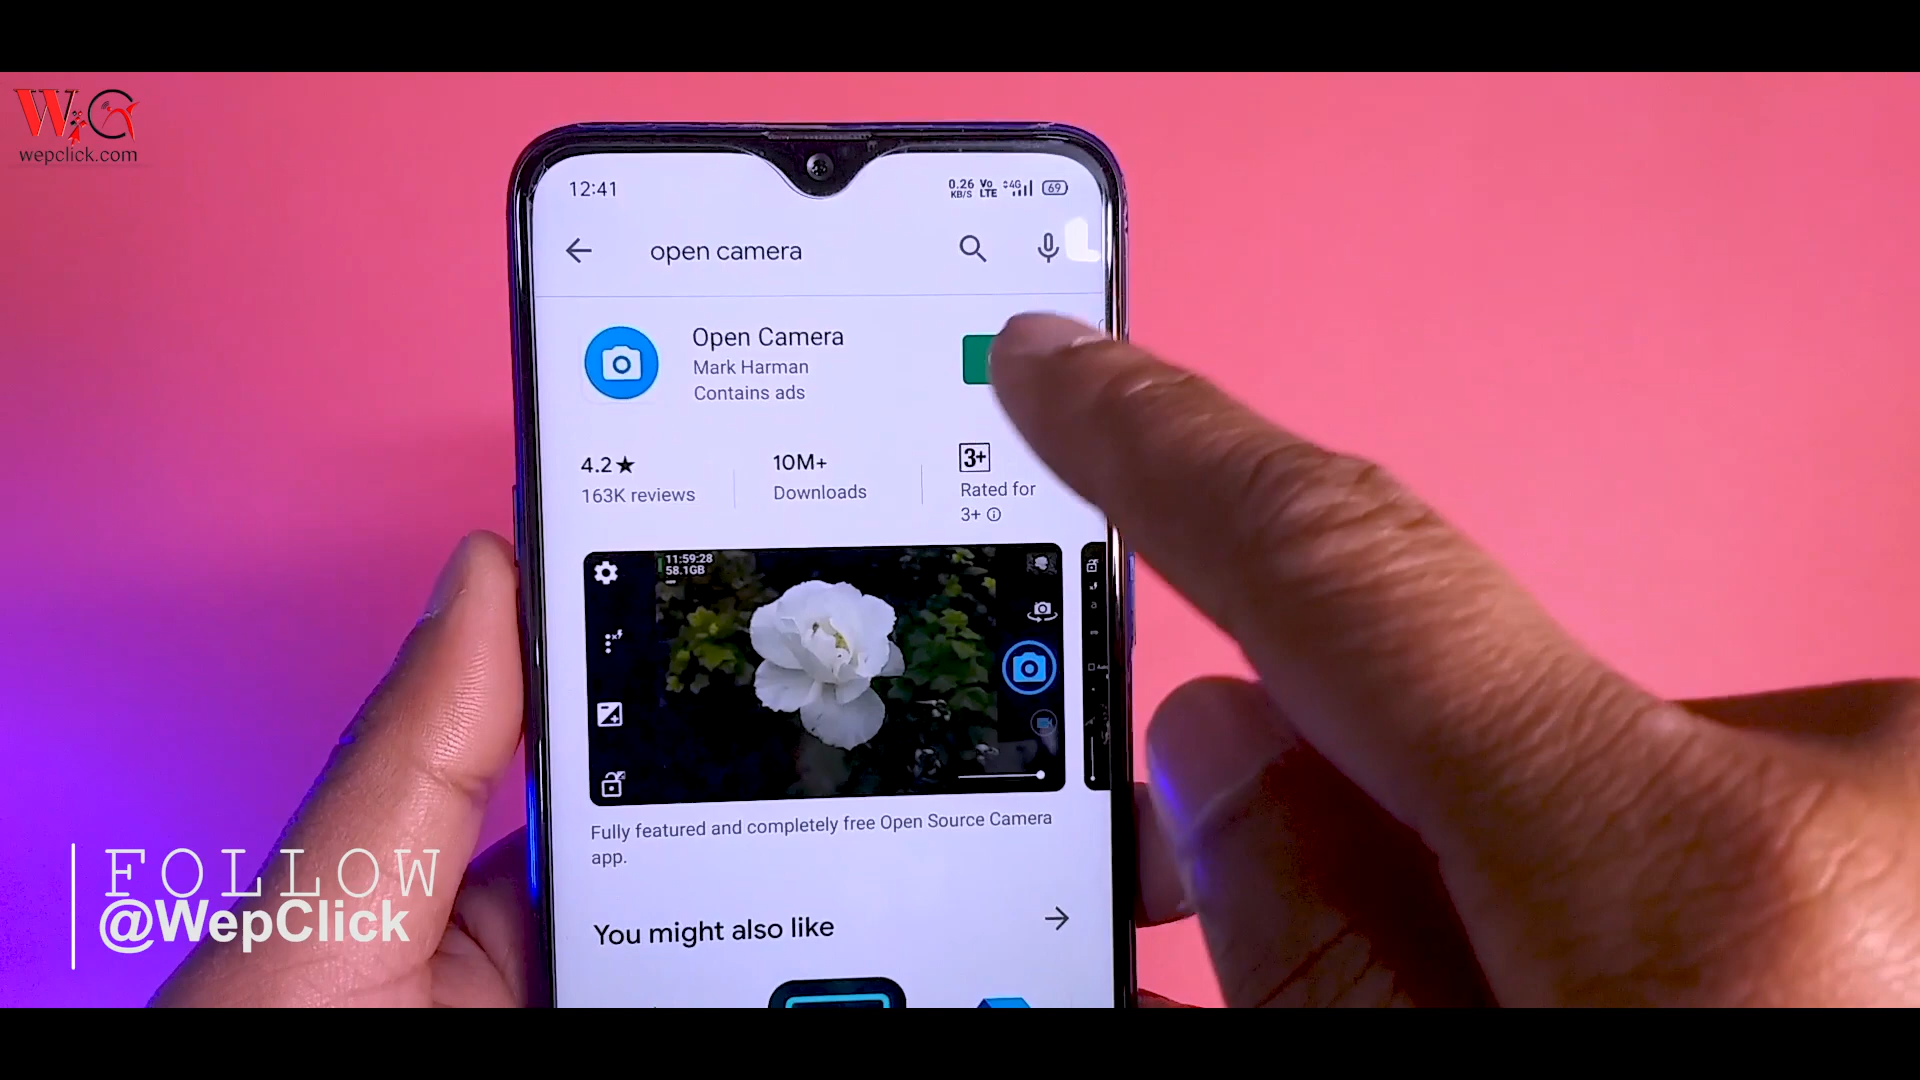 W C
wepclick.com
12:41
0.26 KB/S Vo LTE 4G 69
open camera
Open Camera
Mark Harman
Contains ads
4.2★
163K reviews
10M+
Downloads
3+
Rated for
3+
11:59:28
58.1GB
Fully featured and completely free Open Source Camera
app.
You might also like
FOLLOW
@WepClick